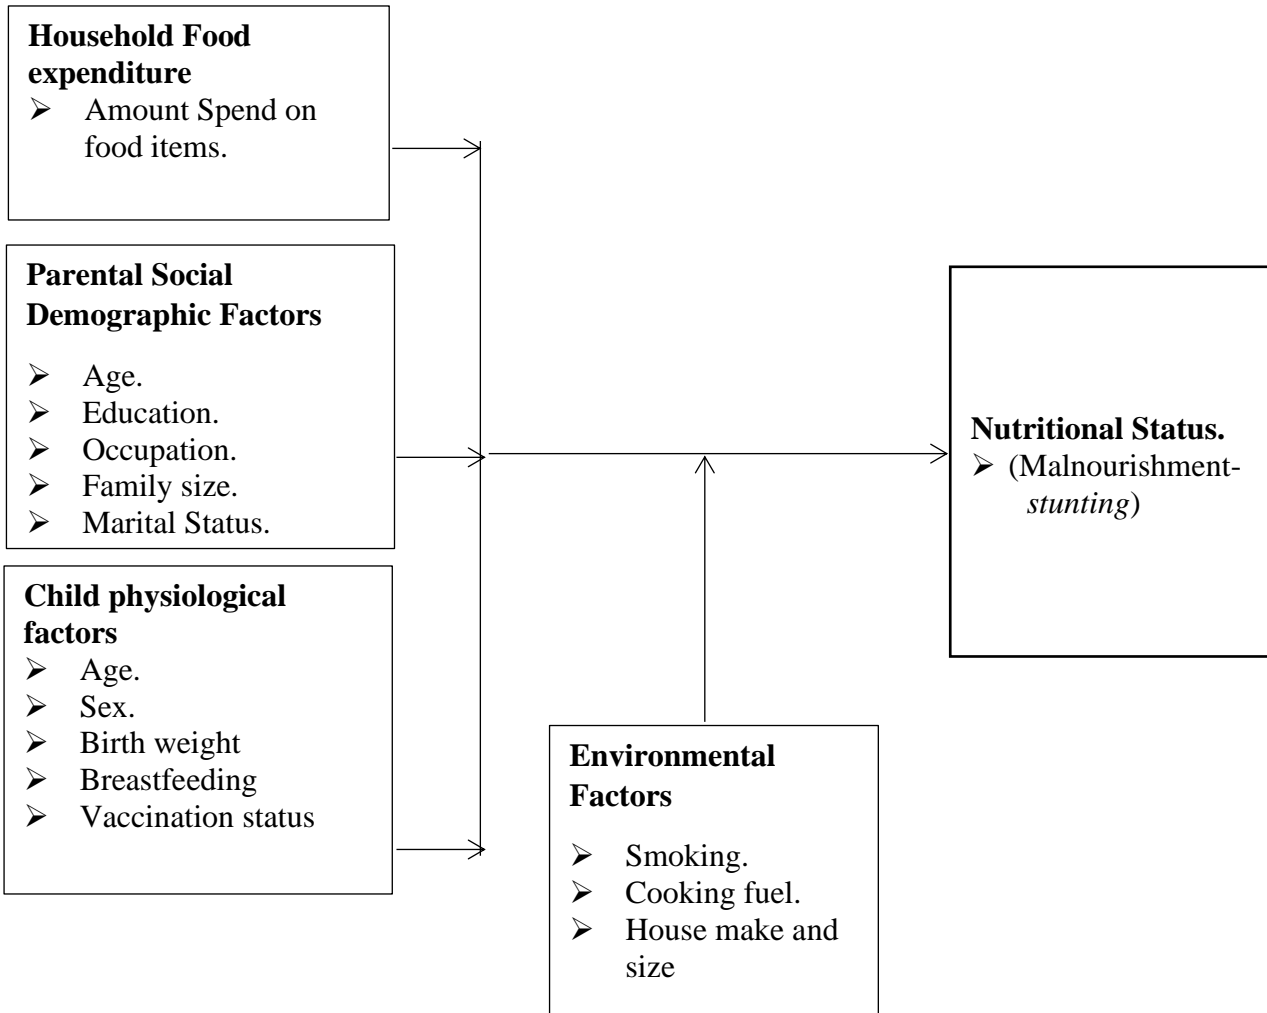 Household Food
expenditure
➢ Amount Spend on
food items.
Parental Social
Demographic Factors
➢ Age.
➢ Education.
➢ Occupation.
➢ Family size.
➢ Marital Status.
Child physiological
factors
➢ Age.
➢ Sex.
➢ Birth weight
➢ Breastfeeding
➢ Vaccination status
Environmental
Factors
➢ Smoking.
➢ Cooking fuel.
➢ House make and
size
Nutritional Status.
➢ (Malnourishment-
stunting)